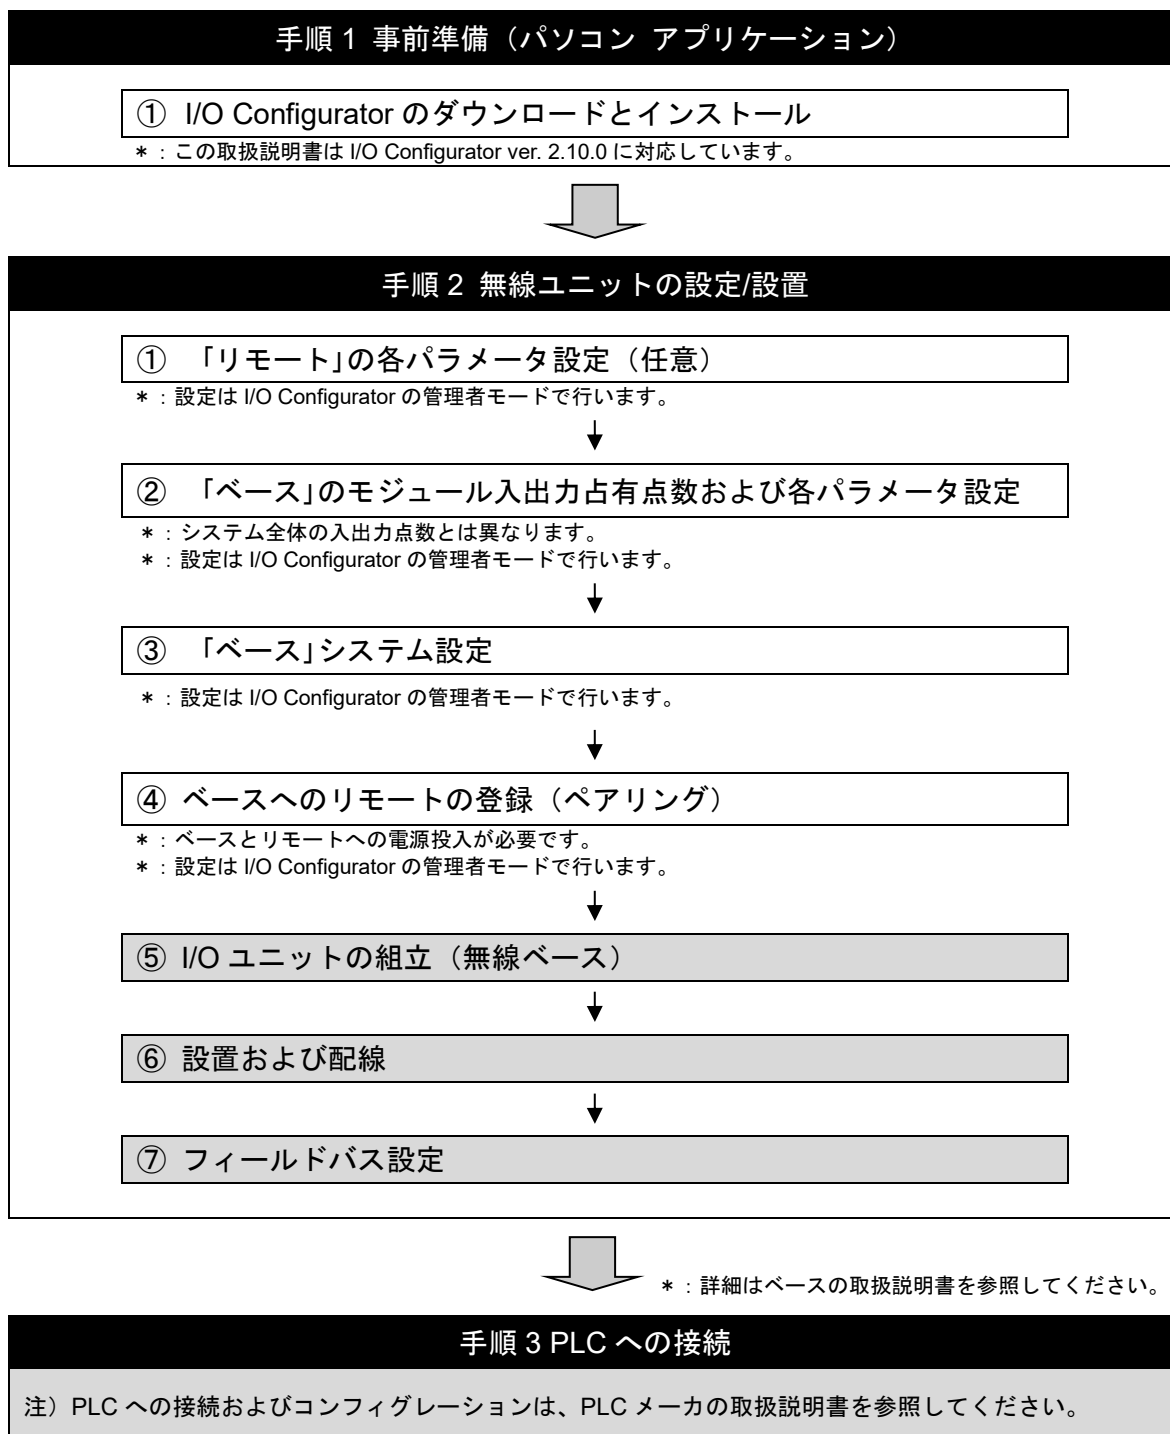 手順 1 事前準備（パソコン アプリケーション）
① I/O Configurator のダウンロードとインストール
＊：この取扱説明書は I/O Configurator ver. 2.10.0 に対応しています。
手順 2 無線ユニットの設定/設置
① 「リモート」の各パラメータ設定（任意）
＊：設定は I/O Configurator の管理者モードで行います。
② 「ベース」のモジュール入出力占有点数および各パラメータ設定
＊：システム全体の入出力点数とは異なります。
＊：設定は I/O Configurator の管理者モードで行います。
③ 「ベース」システム設定
＊：設定は I/O Configurator の管理者モードで行います。
④ ベースへのリモートの登録（ペアリング）
＊：ベースとリモートへの電源投入が必要です。
＊：設定は I/O Configurator の管理者モードで行います。
⑤ I/O ユニットの組立（無線ベース）
⑥ 設置および配線
⑦ フィールドバス設定
＊：詳細はベースの取扱説明書を参照してください。
手順 3 PLC への接続
注）PLC への接続およびコンフィグレーションは、PLC メーカの取扱説明書を参照してください。